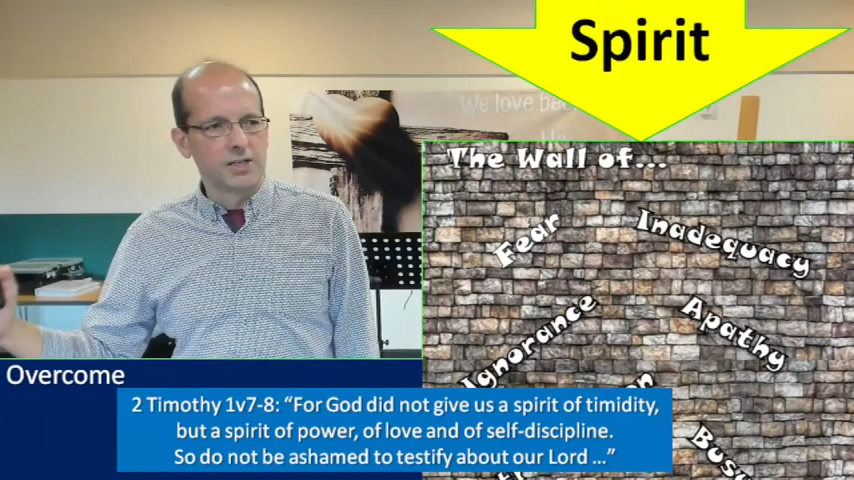 Spirit
We love bec
He
The Wall of...
Fear
Inadequacy
Ignorance
Apathy
Overcome
2 Timothy 1v7-8: “For God did not give us a spirit of timidity,
but a spirit of power, of love and of self-discipline.
So do not be ashamed to testify about our Lord ...”